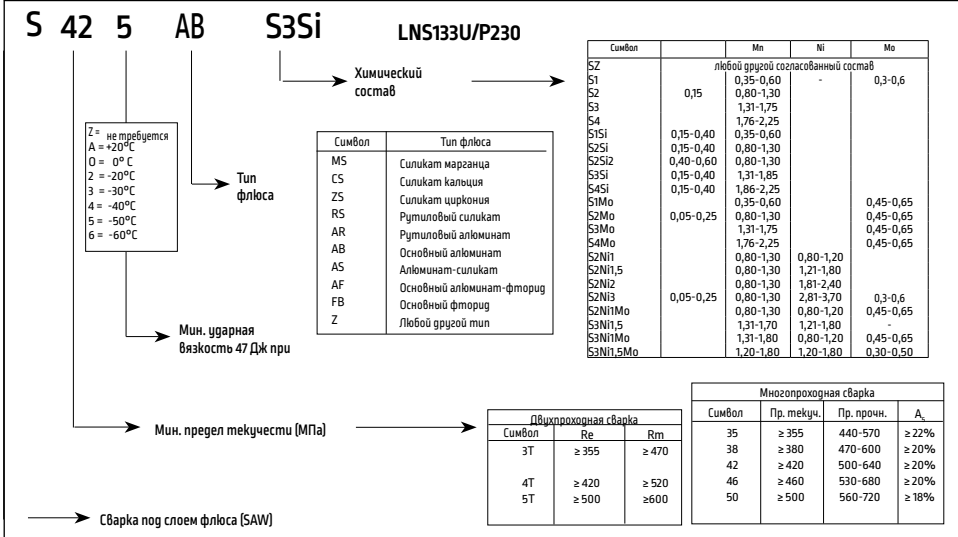 S 42 5 AB S3Si LNS133U/P230
Химический
состав
Z = не требуется
A = +20°C
0 = 0° C
2 = -20°C
3 = -30°C
4 = -40°C
5 = -50°C
6 = -60°C
Тип
флюса
Мин. ударная
вязкость 47 Дж при
Мин. предел текучести (МПа)
Сварка под слоем флюса (SAW)
Символ Тип флюса
MS Силикат марганца
CS Силикат кальция
ZS Силикат циркония
RS Рутиловый силикат
AR Рутиловый алюминат
AB Основный алюминат
AS Алюминат-силикат
AF Основный алюминат-фторид
FB Основный фторид
Z Любой другой тип
Символ Mn Ni Mo
SZ любой другой согласованный состав
S1 0,35-0,60 - 0,3-0,6
S2 0,15 0,80-1,30
S3 1,31-1,75
S4 1,76-2,25
S1Si 0,15-0,40 0,35-0,60
S2Si 0,15-0,40 0,80-1,30
S2Si2 0,40-0,60 0,80-1,30
S3Si 0,15-0,40 1,31-1,85
S4Si 0,15-0,40 1,86-2,25
S1Mo 0,35-0,60 0,45-0,65
S2Mo 0,05-0,25 0,80-1,30 0,45-0,65
S3Mo 1,31-1,75 0,45-0,65
S4Mo 1,76-2,25 0,45-0,65
S2Ni1 0,80-1,30 0,80-1,20
S2Ni1,5 0,80-1,30 1,21-1,80
S2Ni2 0,80-1,30 1,81-2,40
S2Ni3 0,05-0,25 0,80-1,30 2,81-3,70 0,3-0,6
S2Ni1Mo 0,80-1,30 0,80-1,20 0,45-0,65
S3Ni1,5 1,31-1,70 1,21-1,80 -
S3Ni1Mo 1,31-1,80 0,80-1,20 0,45-0,65
S3Ni1,5Mo 1,20-1,80 1,20-1,80 0,30-0,50
Двухпроходная сварка
Символ Re Rm
3T ≥ 355 ≥ 470
4T ≥ 420 ≥ 520
5T ≥ 500 ≥600
Многопроходная сварка
Символ Пр. текуч. Пр. прочн. A5
35 ≥ 355 440-570 ≥ 22%
38 ≥ 380 470-600 ≥ 20%
42 ≥ 420 500-640 ≥ 20%
46 ≥ 460 530-680 ≥ 20%
50 ≥ 500 560-720 ≥ 18%